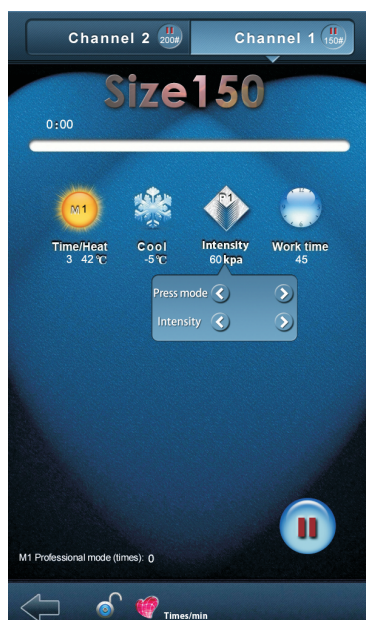 Channel 2 200#
Channel 1 150#
Size150
0:00
M1
P1
Time/Heat Cool Intensity Work time
3 42℃ -5℃ 60kpa 45
Press mode
Intensity
M1 Professional mode (times): 0
Times/min